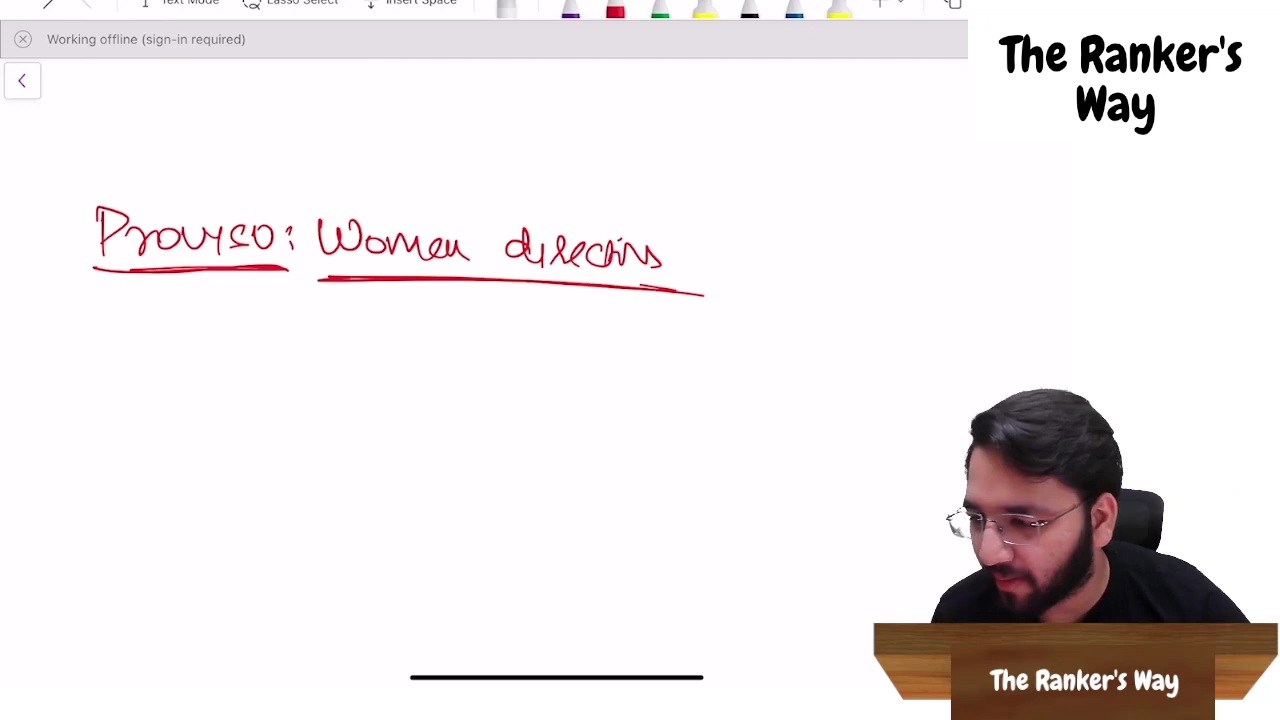 Text Mode Lasso Select Insert Space
Working offline (sign-in required)
The Ranker's
Way
Proviso: Women directors
The Ranker's Way